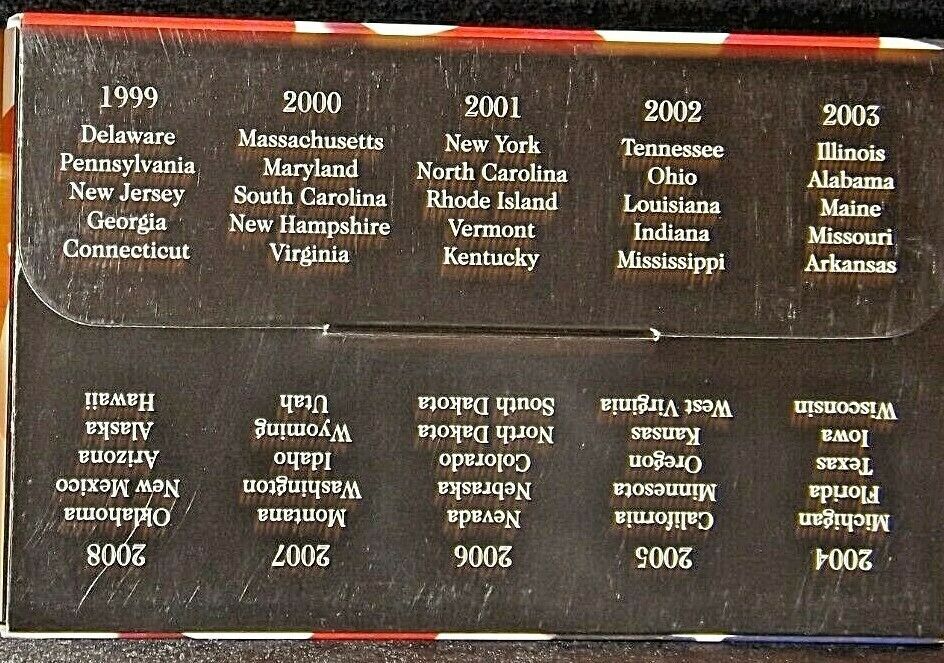 1999
Delaware
Pennsylvania
New Jersey
Georgia
Connecticut
2000
Massachusetts
Maryland
South Carolina
New Hampshire
Virginia
2001
New York
North Carolina
Rhode Island
Vermont
Kentucky
2002
Tennessee
Ohio
Louisiana
Indiana
Mississippi
2003
Illinois
Alabama
Maine
Missouri
Arkansas
2004
Michigan
Florida
Texas
Iowa
Wisconsin
2005
California
Minnesota
Oregon
Kansas
West Virginia
2006
Nevada
Nebraska
Colorado
North Dakota
South Dakota
2007
Montana
Washington
Idaho
Wyoming
Utah
2008
Oklahoma
New Mexico
Arizona
Alaska
Hawaii